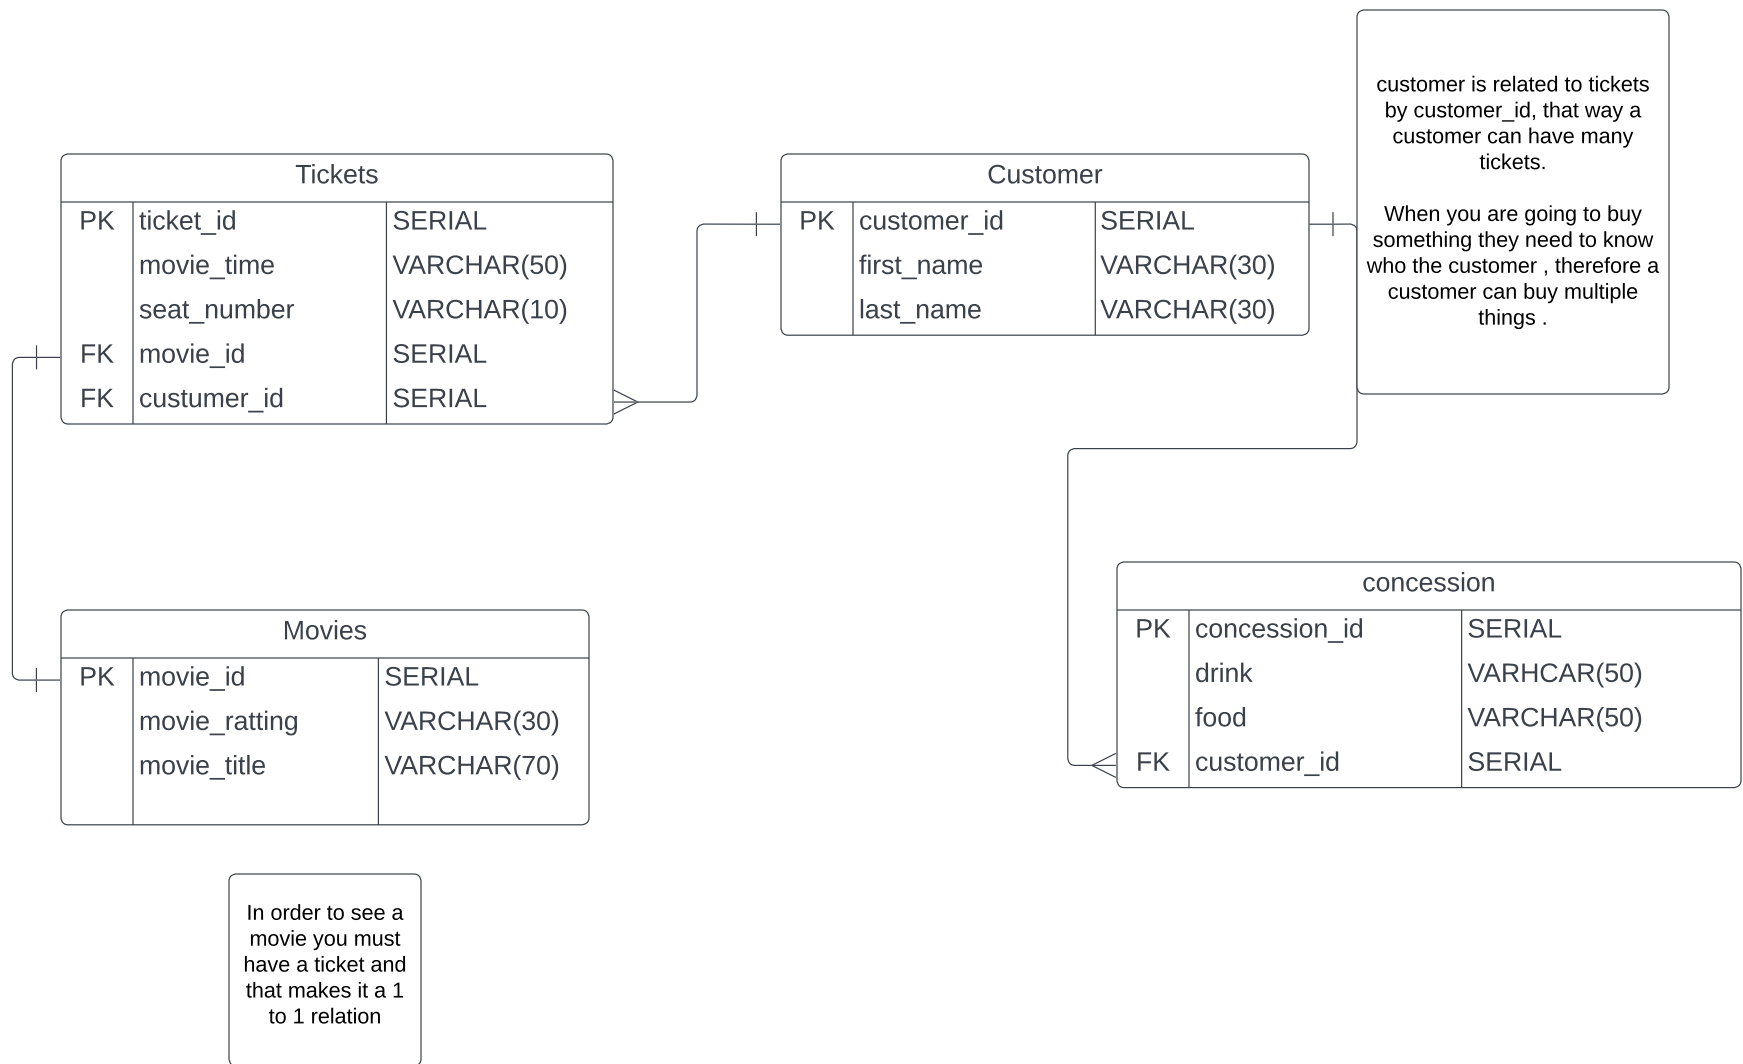 customer is related to tickets
by customer_id, that way a
customer can have many
tickets.
When you are going to buy
something they need to know
who the customer , therefore a
customer can buy multiple
things .
Tickets
PK ticket_id SERIAL
movie_time VARCHAR(50)
seat_number VARCHAR(10)
FK movie_id SERIAL
FK custumer_id SERIAL
Customer
PK customer_id SERIAL
first_name VARCHAR(30)
last_name VARCHAR(30)
concession
PK concession_id SERIAL
drink VARHCAR(50)
food VARCHAR(50)
FK customer_id SERIAL
Movies
PK movie_id SERIAL
movie_ratting VARCHAR(30)
movie_title VARCHAR(70)
In order to see a
movie you must
have a ticket and
that makes it a 1
to 1 relation